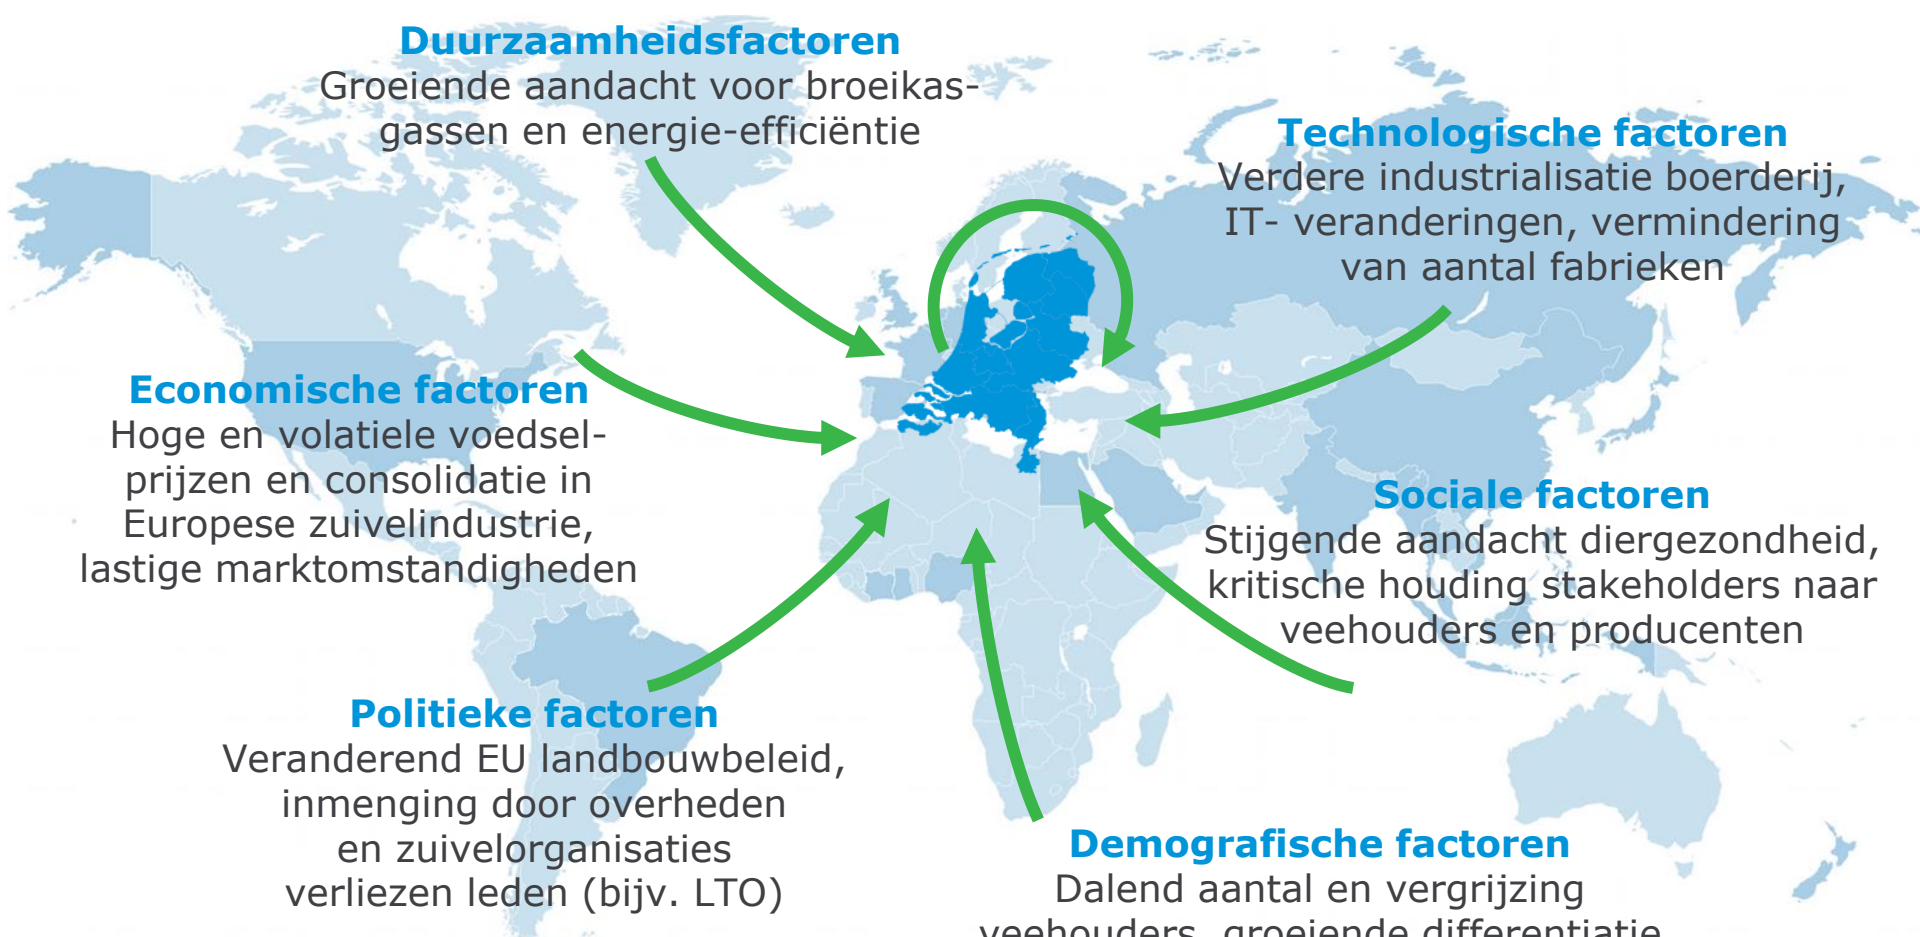 Duurzaamheidsfactoren
Groeiende aandacht voor broeikas-
gassen en energie-efficiëntie
Technologische factoren
Verdere industrialisatie boerderij,
IT- veranderingen, vermindering
van aantal fabrieken
Economische factoren
Hoge en volatiele voedsel-
prijzen en consolidatie in
Europese zuivelindustrie,
lastige marktomstandigheden
Sociale factoren
Stijgende aandacht diergezondheid,
kritische houding stakeholders naar
veehouders en producenten
Politieke factoren
Veranderend EU landbouwbeleid,
inmenging door overheden
en zuivelorganisaties
verliezen leden (bijv. LTO)
Demografische factoren
Dalend aantal en vergrijzing
veehouders, groeiende differentiatie